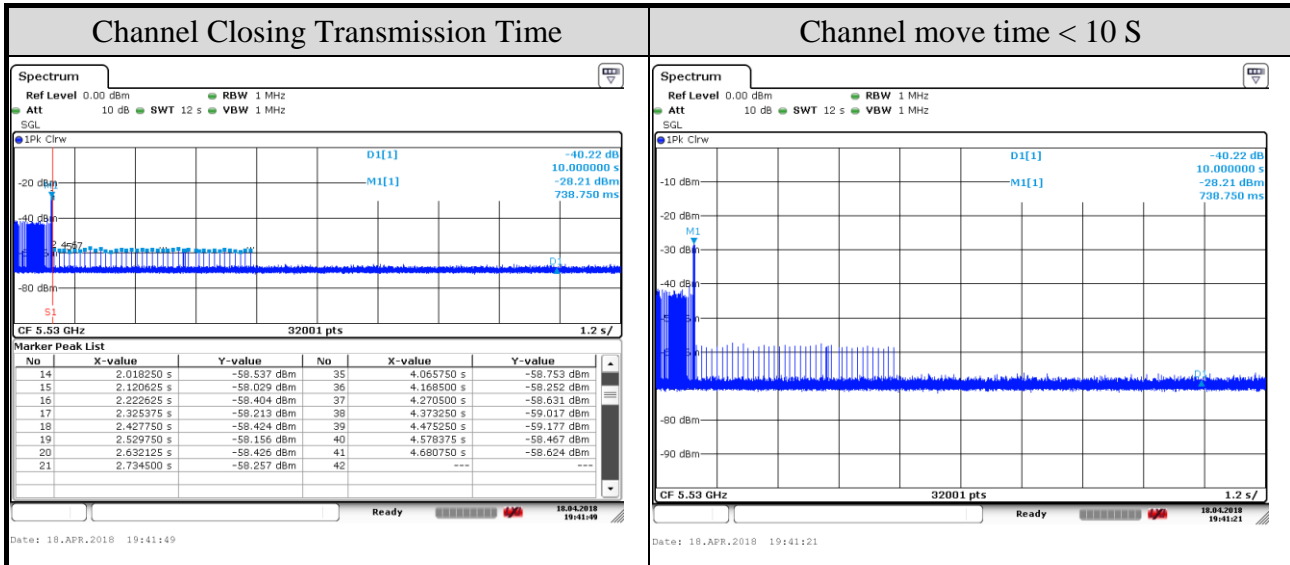 Channel Closing Transmission Time
Spectrum
Ref Level 0.00 dBm RBW 1 MHz
Att 10 dB SWT 12 s VBW 1 MHz
SGL
1Pk Clrw
D1[1] -40.22 dB
10.000000 s
M1[1] -28.21 dBm
738.750 ms
-20 dBm
-40 dBm
-80 dBm
D1
S1
CF 5.53 GHz 32001 pts 1.2 s/
Marker Peak List
No X-value Y-value No X-value Y-value
14 2.018250 s -58.537 dBm 35 4.065750 s -58.753 dBm
15 2.120625 s -58.029 dBm 36 4.168500 s -58.252 dBm
16 2.222625 s -58.404 dBm 37 4.270500 s -58.631 dBm
17 2.325375 s -58.213 dBm 38 4.373250 s -59.017 dBm
18 2.427750 s -58.424 dBm 39 4.475250 s -59.177 dBm
19 2.529750 s -58.156 dBm 40 4.578375 s -58.467 dBm
20 2.632125 s -58.426 dBm 41 4.680750 s -58.624 dBm
21 2.734500 s -58.257 dBm 42 --- ---
Ready 18.04.2018
19:41:49
Date: 18.APR.2018 19:41:49
Channel move time < 10 S
Spectrum
Ref Level 0.00 dBm RBW 1 MHz
Att 10 dB SWT 12 s VBW 1 MHz
SGL
1Pk Clrw
D1[1] -40.22 dB
10.000000 s
-10 dBm
M1[1] -28.21 dBm
738.750 ms
-20 dBm
M1
-30 dBm
-40 dBm
D1
-80 dBm
-90 dBm
CF 5.53 GHz 32001 pts 1.2 s/
Ready 18.04.2018
19:41:21
Date: 18.APR.2018 19:41:21